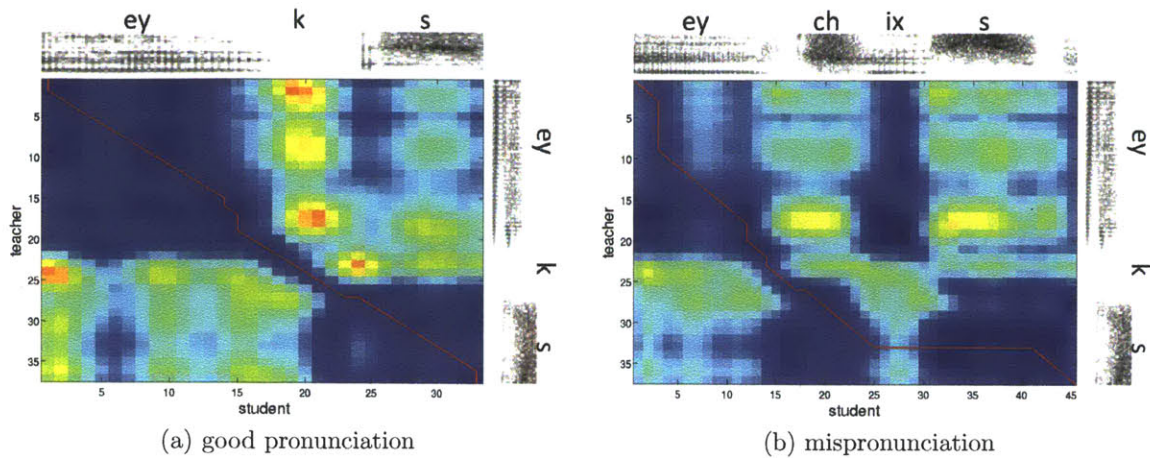 ey k s
5
10
15
20
25
30
35
teacher
5 10 15 20 25 30
student
ey
k
s
(a) good pronunciation
ey ch ix s
5
10
15
20
25
30
35
teacher
5 10 15 20 25 30 35 40 45
student
ey
k
s
(b) mispronunciation